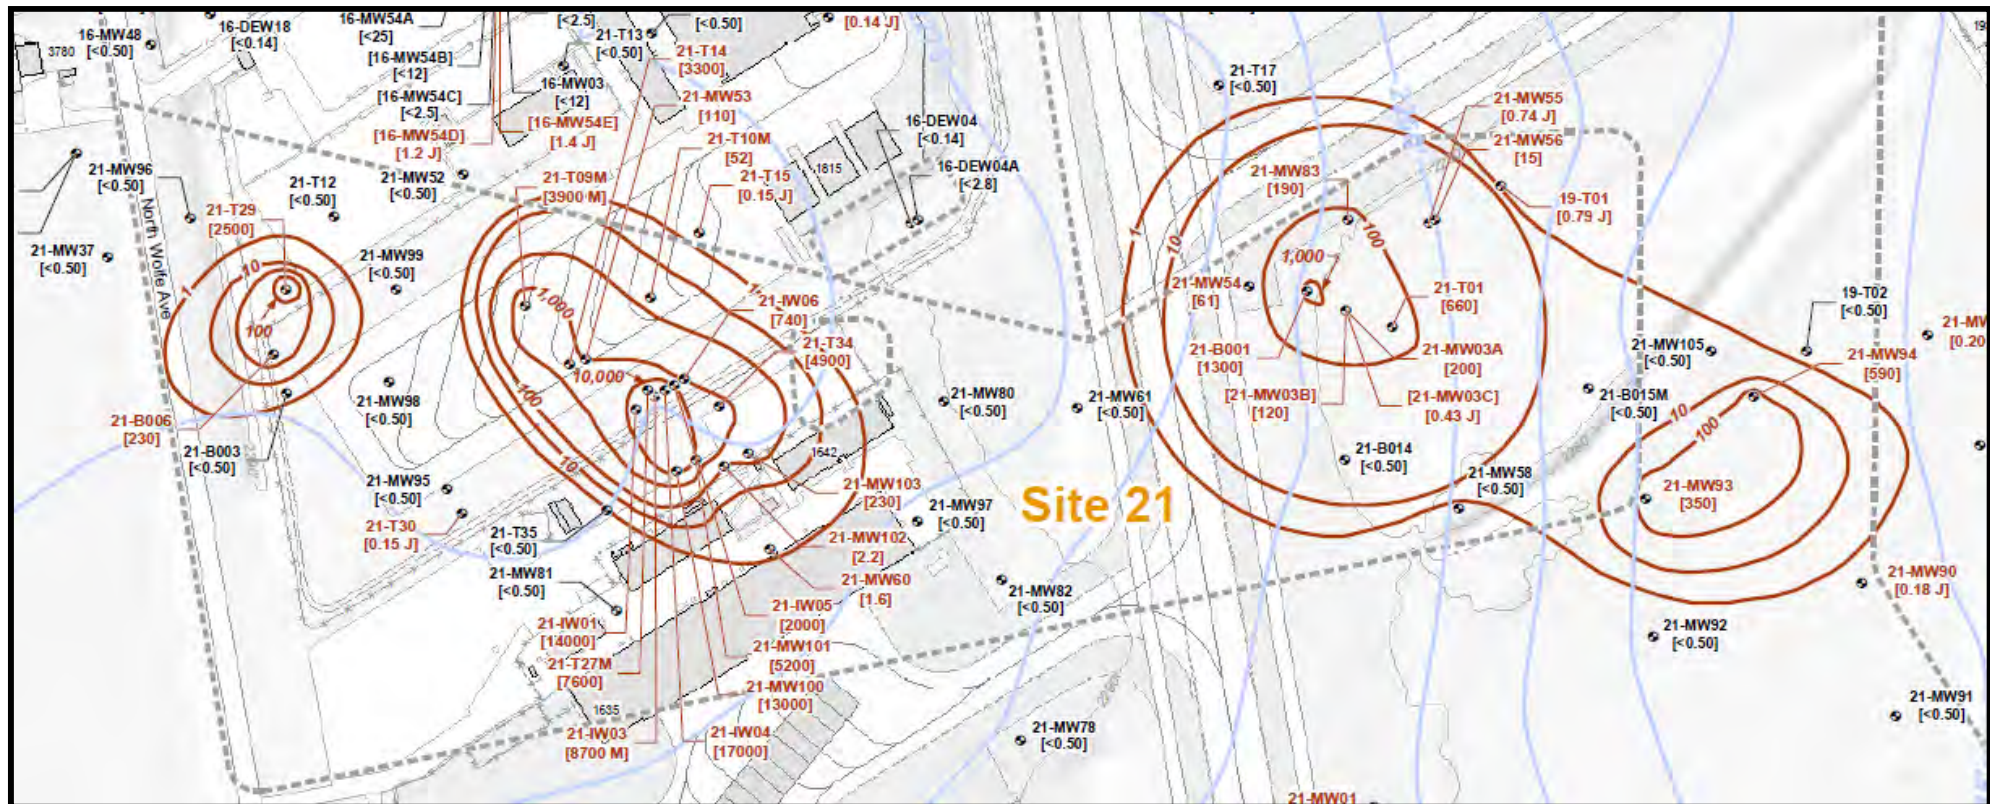 16-MW48
[<0.50]
3780
16-DEW18
[<0.14]
16-MW54A
[<25]
[16-MW54B]
[<12]
[16-MW54C]
[<2.5]
[16-MW54D]
[1.2 J]
[<2.5]
16-MW03
[<12]
[16-MW54E]
[1.4 J]
21-T13
[<0.50]
[<0.50]
21-T14
[3300]
21-MW53
[110]
21-T10M
[52]
21-T15
[0.15 J]
[0.14 J]
1815
16-DEW04
[<0.14]
16-DEW04A
[<2.8]
21-T17
[<0.50]
21-MW55
[0.74 J]
21-MW56
[15]
21-MW83
[190]
19-T01
[0.79 J]
21-MW96
[<0.50]
21-T12
[<0.50]
21-MW52
[<0.50]
21-T09M
[3900 M]
21-T29
[2500]
North Wolfe Ave
21-MW37
[<0.50]
21-MW99
[<0.50]
1
10
100
1,000
10,000
100
10
1
21-IW06
[740]
21-T34
[4900]
1
10
100
1,000
21-MW54
[61]
21-T01
[660]
21-B001
[1300]
21-MW03A
[200]
[21-MW03B]
[120]
[21-MW03C]
[0.43 J]
19-T02
[<0.50]
21-MW105
[<0.50]
21-MW94
[590]
[0.20
21-B015M
[<0.50]
10
100
21-MW98
[<0.50]
21-B006
[230]
21-B003
[<0.50]
21-MW80
[<0.50]
21-MW61
[<0.50]
21-B014
[<0.50]
21-MW58
[<0.50]
21-MW93
[350]
1642
21-MW95
[<0.50]
21-T30
[0.15 J]
21-T35
[<0.50]
21-MW103
[230]
21-MW97
[<0.50]
Site 21
21-MW102
[2.2]
21-MW60
[1.6]
21-MW81
[<0.50]
21-MW82
[<0.50]
21-MW90
[0.18 J]
21-MW92
[<0.50]
21-IW05
[2000]
21-IW01
[14000]
21-MW101
[5200]
21-T27M
[7600]
21-MW100
[13000]
1635
21-IW03
[8700 M]
21-IW04
[17000]
21-MW78
[<0.50]
21-MW91
[<0.50]
21-MW01